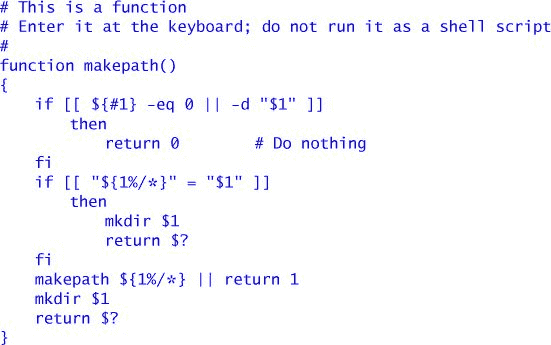 # This is a function
# Enter it at the keyboard; do not run it as a shell script
#
function makepath()
{
    if [[ ${#1} -eq 0 || -d "$1" ]]
        then
            return 0        # Do nothing
    fi
    if [[ "${1%/*}" = "$1" ]]
        then
            mkdir $1
            return $?
    fi
    makepath ${1%/*} || return 1
    mkdir $1
    return $?
}